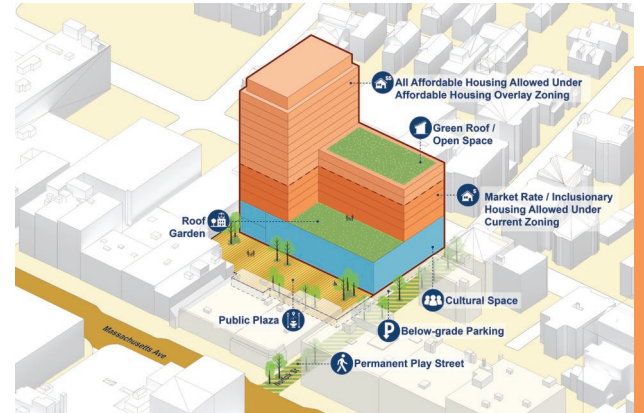 $$
All Affordable Housing Allowed Under
Affordable Housing Overlay Zoning
Green Roof /
Open Space
$
Market Rate / Inclusionary
Housing Allowed Under
Current Zoning
Roof
Garden
Cultural Space
Public Plaza
P
Below-grade Parking
Massachusetts Ave
Permanent Play Street